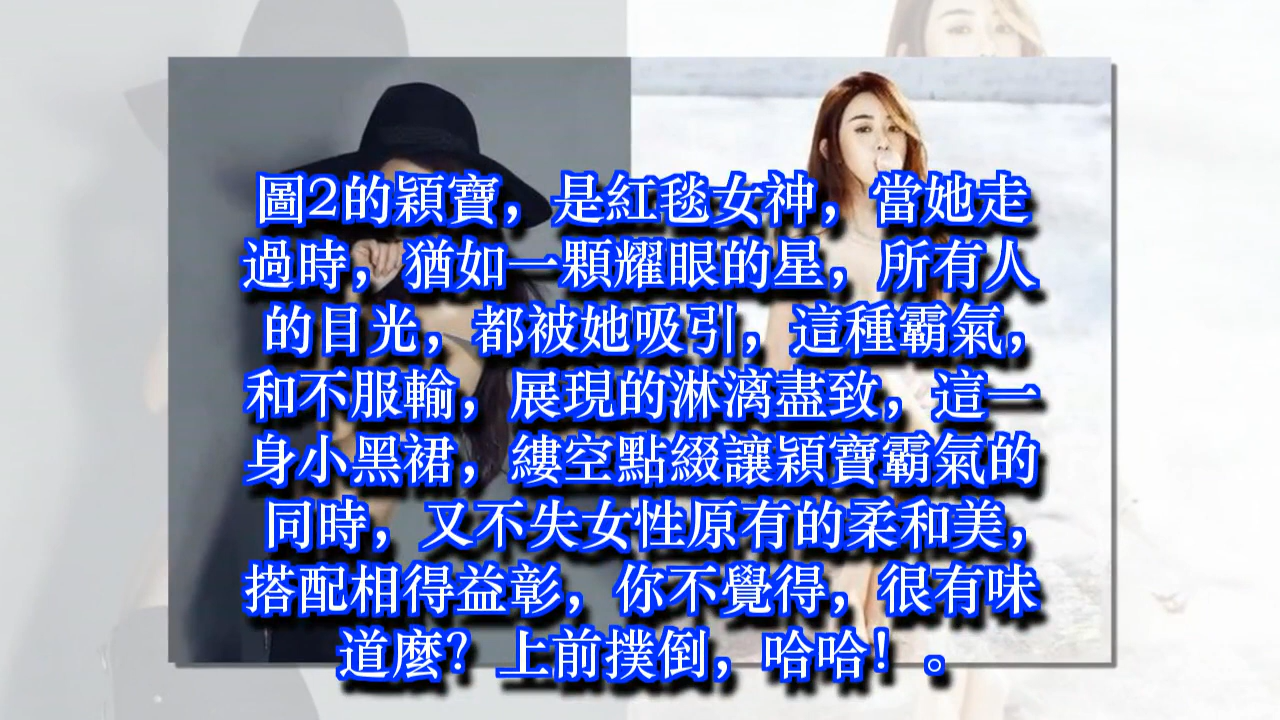 圖2的穎寶，是紅毯女神，當她走
過時，猶如一顆耀眼的星，所有人
的目光，都被她吸引，這種霸氣，
和不服輸，展現的淋漓盡致，這一
身小黑裙，縷空點綴讓穎寶霸氣的
同時，又不失女性原有的柔和美，
搭配相得益彰，你不覺得，很有味
道麼？上前撲倒，哈哈！。